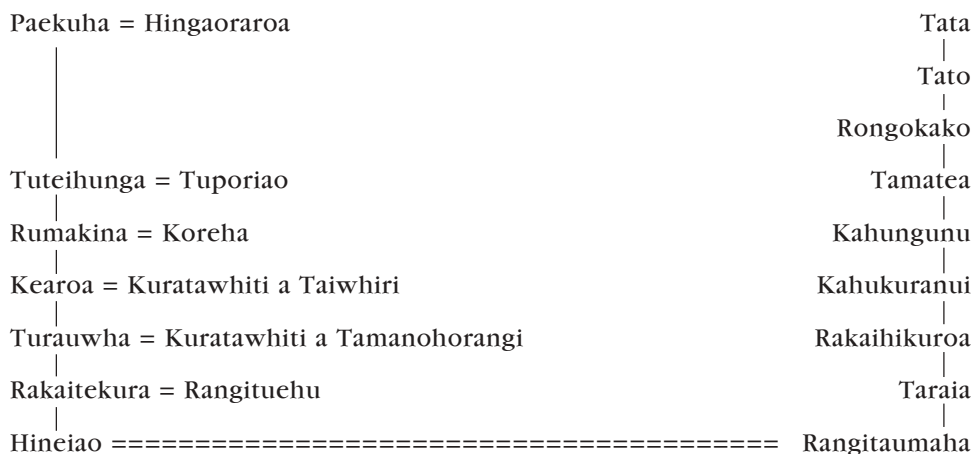 Paekuha = Hingaoraroa Tata
Tato
Rongokako
Tuteihunga = Tuporiao Tamatea
Rumakina = Koreha Kahungunu
Kearoa = Kuratawhiti a Taiwhiri Kahukuranui
Turauwha = Kuratawhiti a Tamanohorangi Rakaihikuroa
Rakaitekura = Rangituehu Taraia
Hineiao ======================================== Rangitaumaha